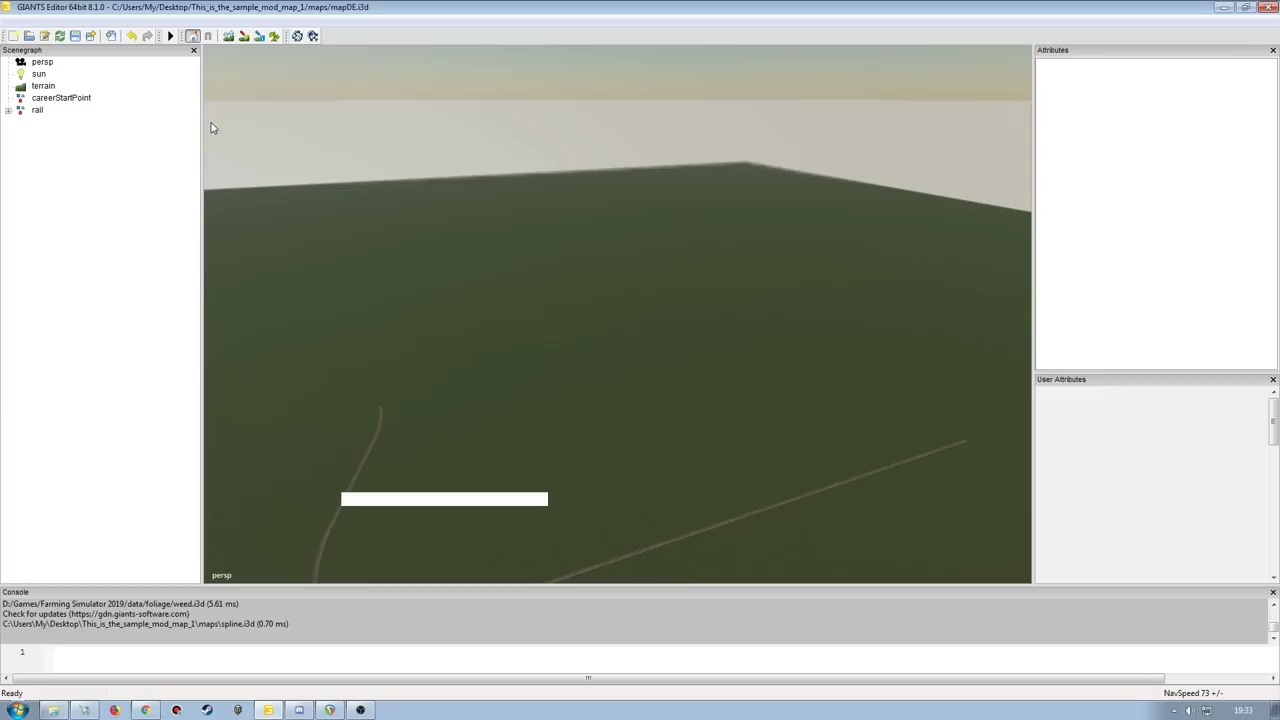 GIANTS Editor 64bit 8.1.0 - C:/Users/My/Desktop/This_is_the_sample_mod_map_1/maps/mapDE.i3d
Scenegraph
persp
sun
terrain
careerStartPoint
rail
persp
Attributes
User Attributes
Console
D:/Games/Farming Simulator 2019/data/foliage/weed.i3d (5.61 ms)
Check for updates (https://gdn.giants-software.com)
C:\Users\My\Desktop\This_is_the_sample_mod_map_1\maps\spline.i3d (0.70 ms)
1
Ready
NavSpeed 73 +/-
19:33